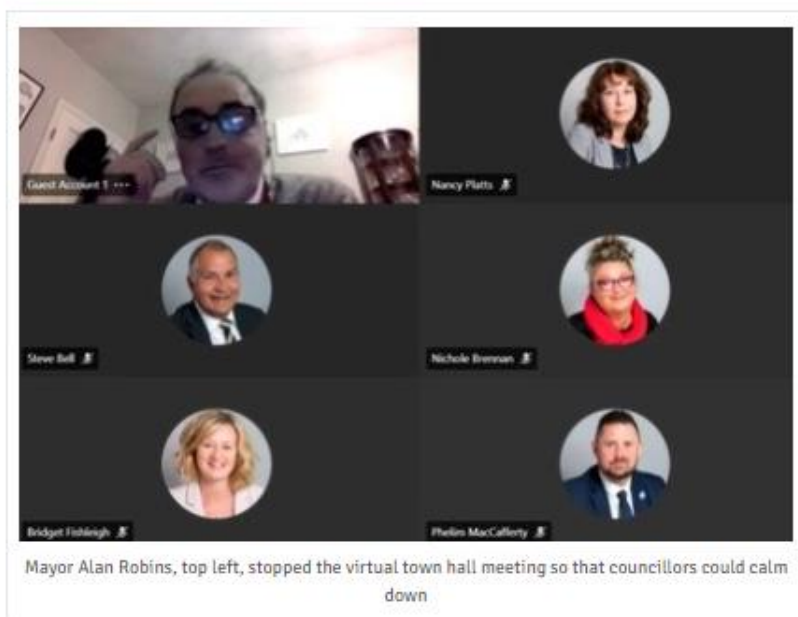 Guest Account 1 •••
Nancy Platts
Steve Bell
Nichole Brennan
Bridget Fishleigh
Phelim MacCafferty
Mayor Alan Robins, top left, stopped the virtual town hall meeting so that councillors could calm
down